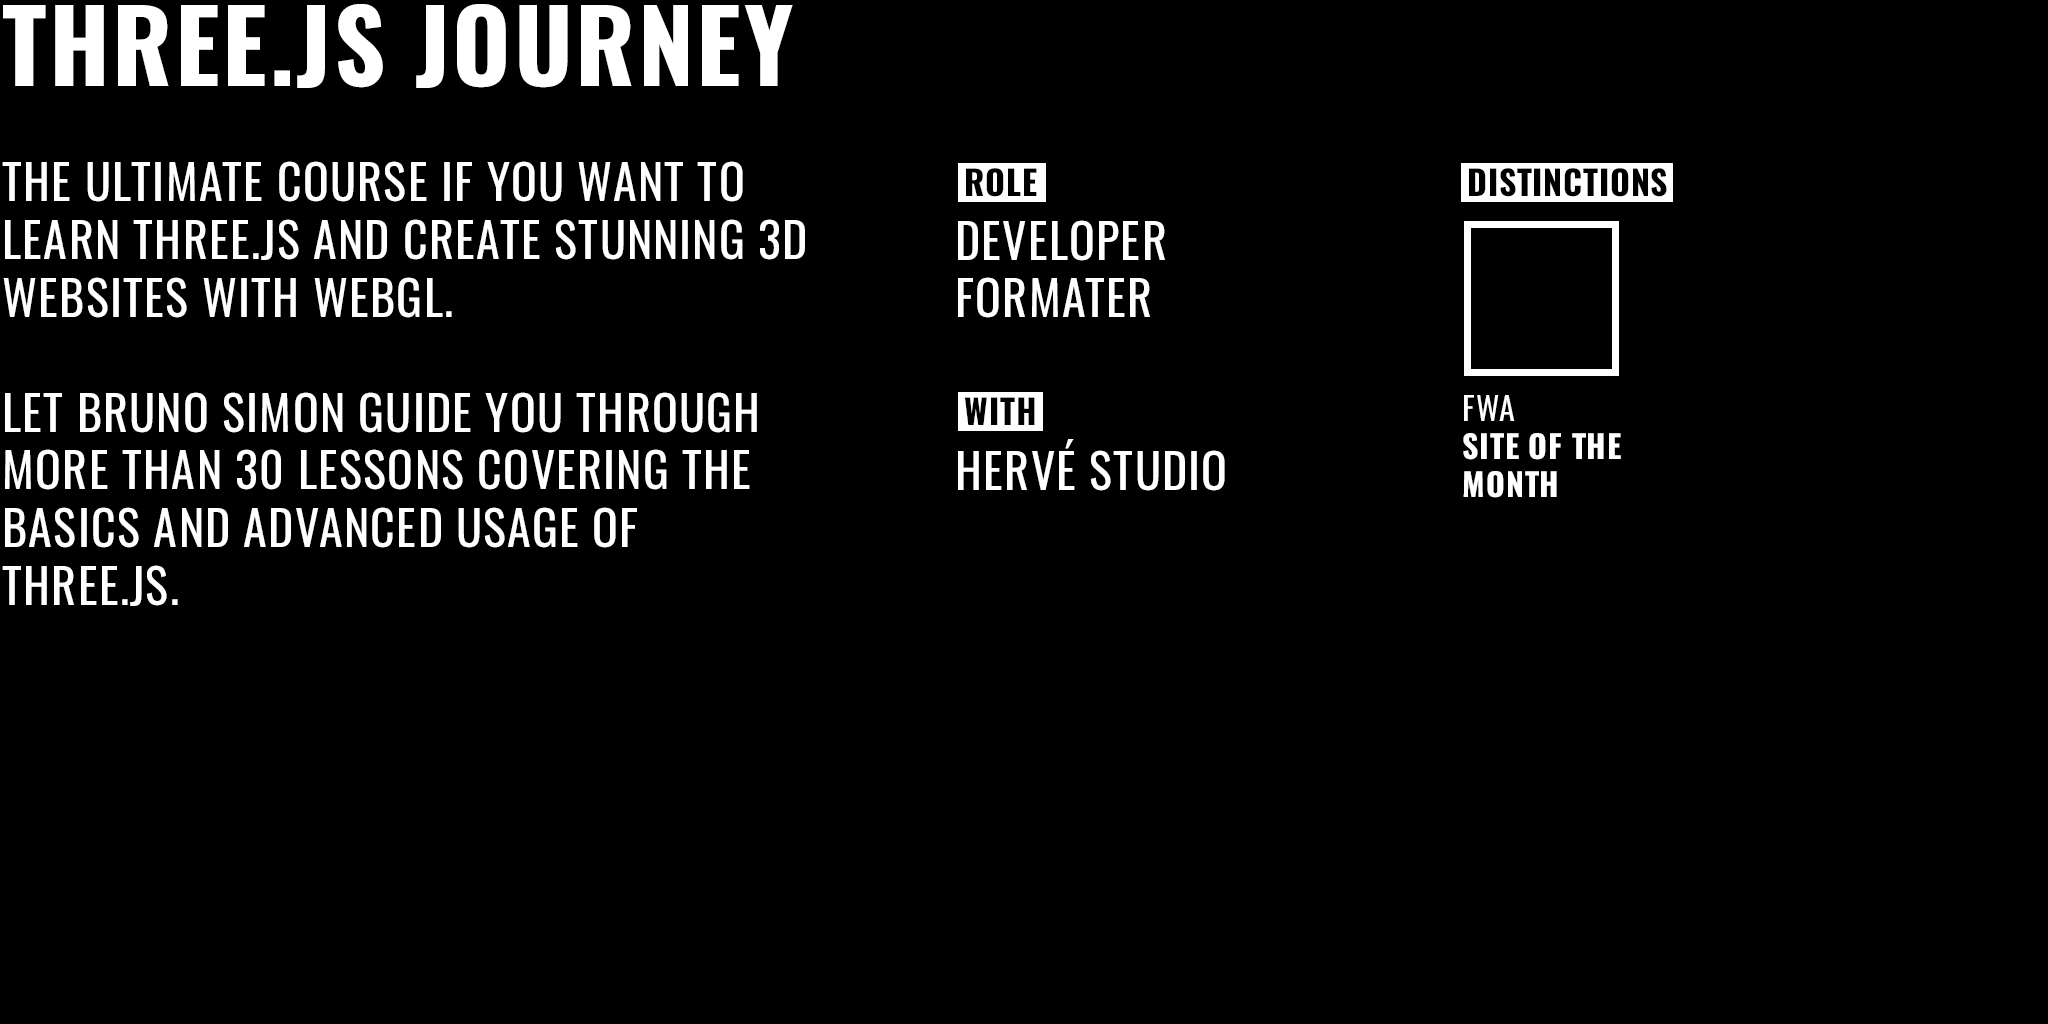 THREE.JS JOURNEY
THE ULTIMATE COURSE IF YOU WANT TO
LEARN THREE.JS AND CREATE STUNNING 3D
WEBSITES WITH WEBGL.
LET BRUNO SIMON GUIDE YOU THROUGH
MORE THAN 30 LESSONS COVERING THE
BASICS AND ADVANCED USAGE OF
THREE.JS.
ROLE
DEVELOPER
FORMATER
WITH
HERVÉ STUDIO
DISTINCTIONS
FWA
SITE OF THE
MONTH